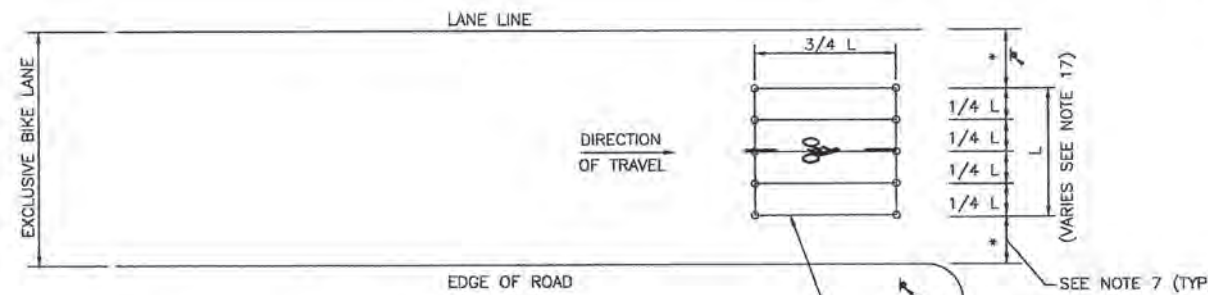 LANE LINE
EXCLUSIVE BIKE LANE
3/4 L
*
1/4 L
1/4 L
1/4 L
1/4 L
L
(VARIES SEE NOTE 17)
DIRECTION
OF TRAVEL
*
EDGE OF ROAD
SEE NOTE 7 (TYP